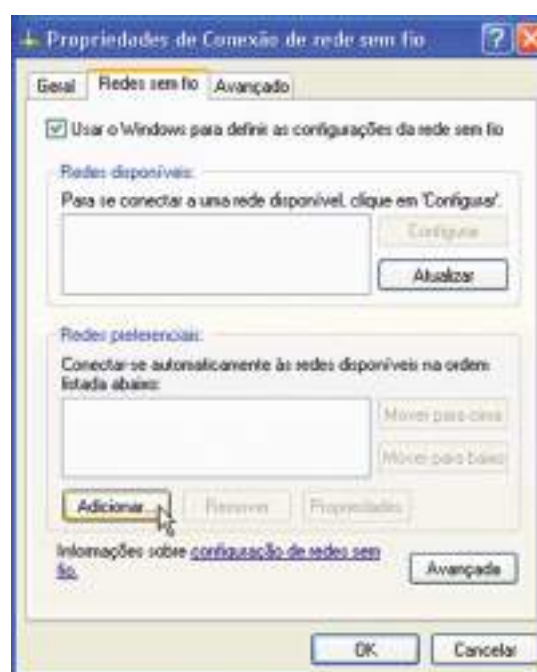 Propriedades de Conexão de rede sem fio
Geral Redes sem fio Avançado
Usar o Windows para definir as configurações da rede sem fio
Redes disponíveis:
Para se conectar a uma rede disponível, clique em 'Configurar'.
Configurar
Atualizar
Redes preferenciais:
Conectar-se automaticamente às redes disponíveis na ordem
listada abaixo:
Mover para cima
Mover para baixo
Adicionar... Remover Propriedades
Informações sobre configuração de redes sem
fio.
Avançada
OK Cancelar